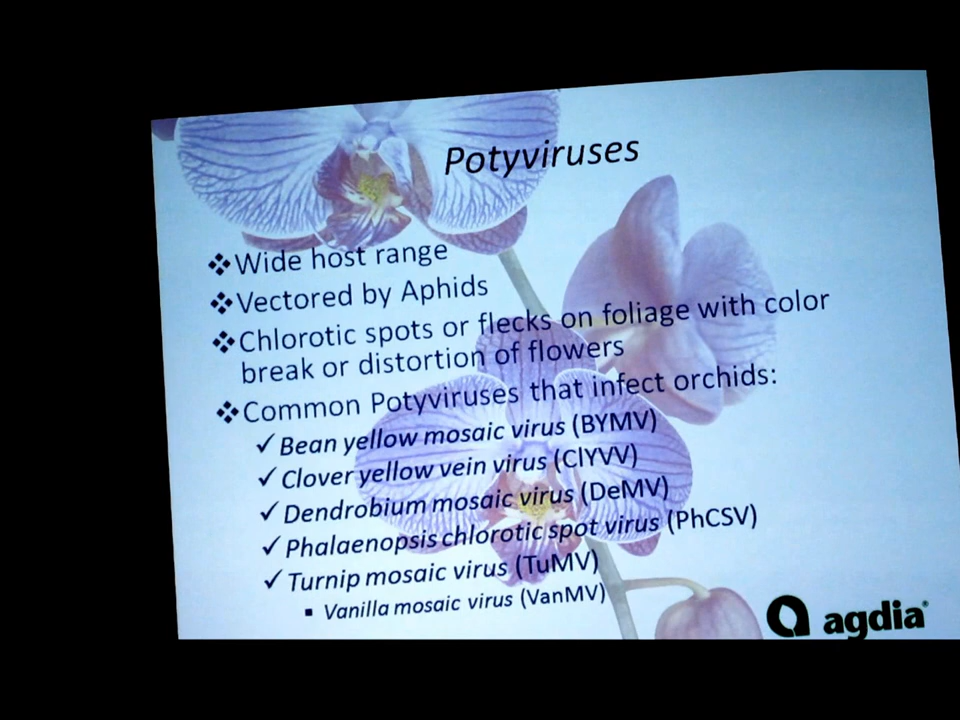 Potyviruses
❖ Wide host range
❖ Vectored by Aphids
❖ Chlorotic spots or flecks on foliage with color
break or distortion of flowers
❖ Common Potyviruses that infect orchids:
✓ Bean yellow mosaic virus (BYMV)
✓ Clover yellow vein virus (ClYVV)
✓ Dendrobium mosaic virus (DeMV)
✓ Phalaenopsis chlorotic spot virus (PhCSV)
✓ Turnip mosaic virus (TuMV)
▪ Vanilla mosaic virus (VanMV)
agdia®